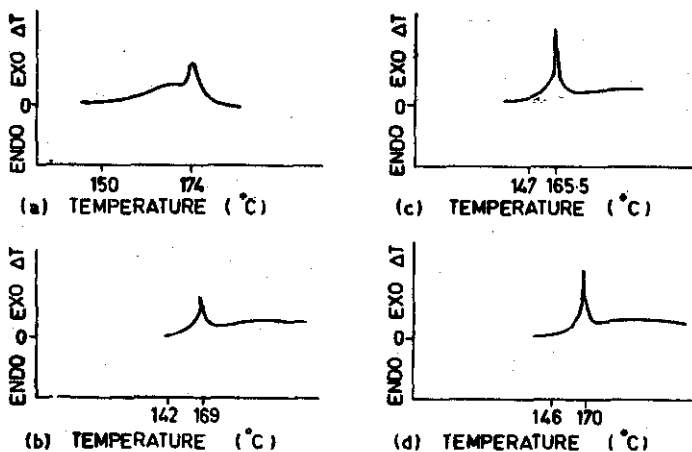 ENDO 0 EXO ΔT
150 174
(a) TEMPERATURE (°C)
ENDO 0 EXO ΔT
147 165·5
(c) TEMPERATURE (°C)
ENDO 0 EXO ΔT
142 169
(b) TEMPERATURE (°C)
ENDO 0 EXO ΔT
146 170
(d) TEMPERATURE (°C)